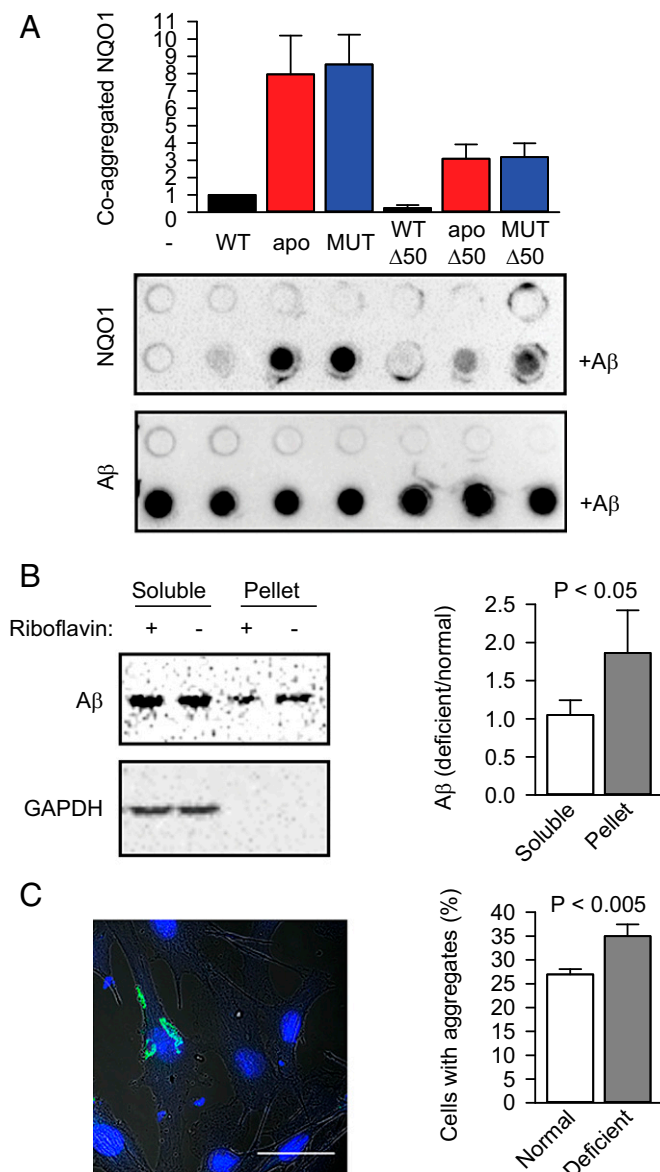 A
Co-aggregated NQO1
11
10
9
8
7
6
5
4
3
2
1
0
- WT apo MUT WT Δ50 apo Δ50 MUT Δ50
NQO1
+Aβ
Aβ
+Aβ
B
Soluble Pellet
Riboflavin: + - + -
Aβ
GAPDH
P < 0.05
Aβ (deficient/normal)
2.5
2.0
1.5
1.0
0.5
0.0
Soluble Pellet
C
P < 0.005
Cells with aggregates (%)
40
35
30
25
20
15
10
5
0
Normal Deficient